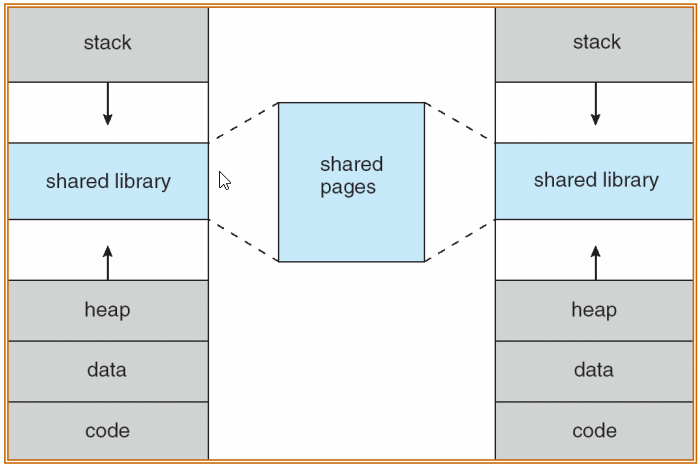 stack
shared library
heap
data
code
shared
pages
stack
shared library
heap
data
code